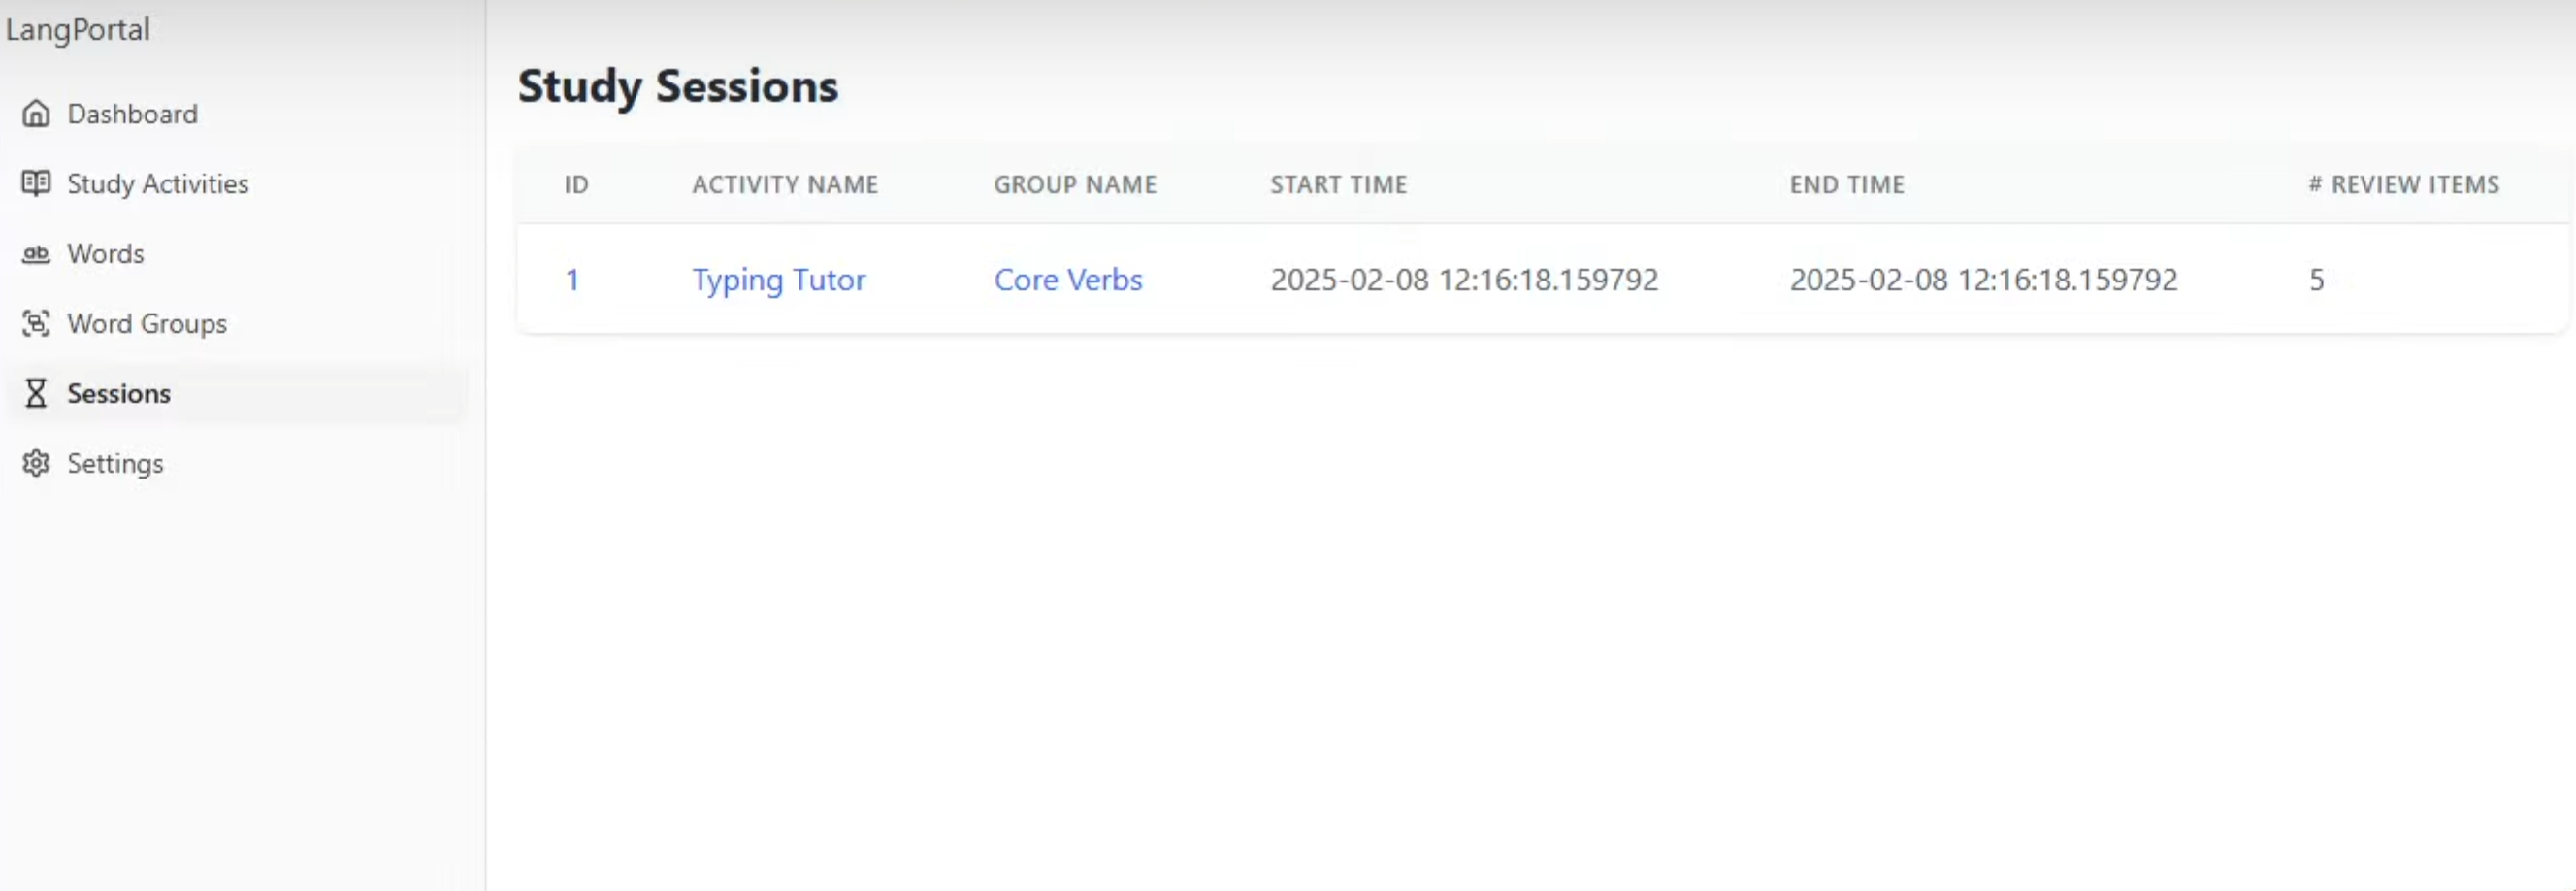 LangPortal
Dashboard
Study Activities
ab Words
Word Groups
Sessions
Settings
Study Sessions
ID ACTIVITY NAME GROUP NAME START TIME END TIME # REVIEW ITEMS
1 Typing Tutor Core Verbs 2025-02-08 12:16:18.159792 2025-02-08 12:16:18.159792 5